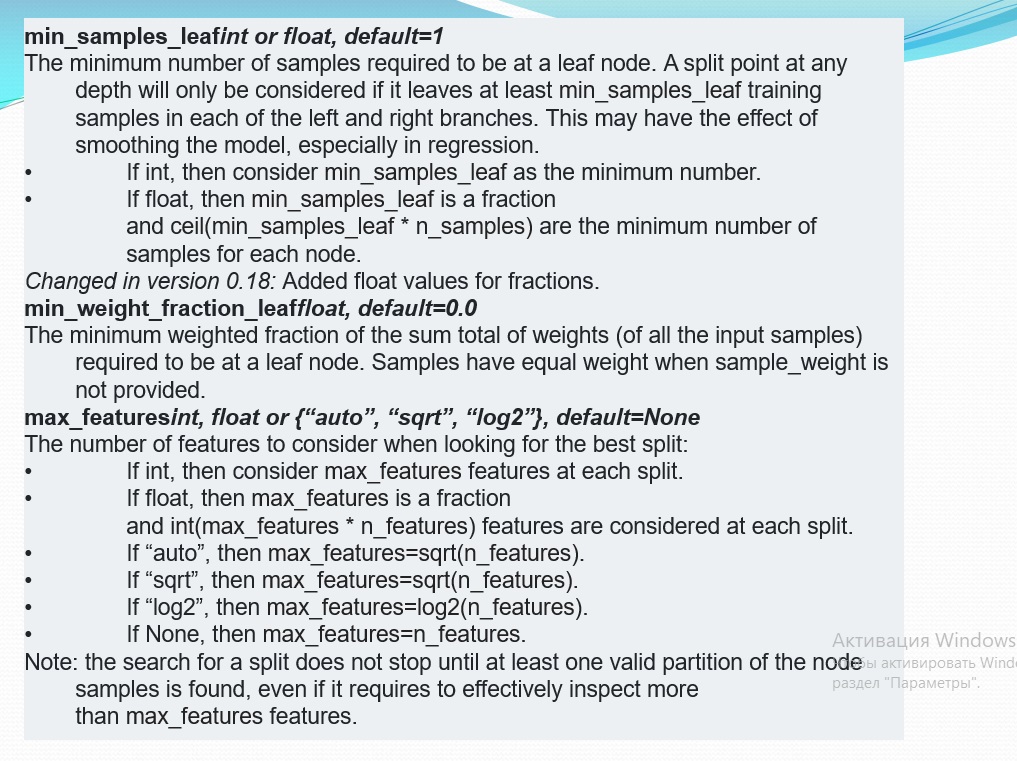 min_samples_leafint or float, default=1
The minimum number of samples required to be at a leaf node. A split point at any
depth will only be considered if it leaves at least min_samples_leaf training
samples in each of the left and right branches. This may have the effect of
smoothing the model, especially in regression.
• If int, then consider min_samples_leaf as the minimum number.
• If float, then min_samples_leaf is a fraction
and ceil(min_samples_leaf * n_samples) are the minimum number of
samples for each node.
Changed in version 0.18: Added float values for fractions.
min_weight_fraction_leaffloat, default=0.0
The minimum weighted fraction of the sum total of weights (of all the input samples)
required to be at a leaf node. Samples have equal weight when sample_weight is
not provided.
max_featuresint, float or {“auto”, “sqrt”, “log2”}, default=None
The number of features to consider when looking for the best split:
• If int, then consider max_features features at each split.
• If float, then max_features is a fraction
and int(max_features * n_features) features are considered at each split.
• If “auto”, then max_features=sqrt(n_features).
• If “sqrt”, then max_features=sqrt(n_features).
• If “log2”, then max_features=log2(n_features).
• If None, then max_features=n_features.
Note: the search for a split does not stop until at least one valid partition of the node
samples is found, even if it requires to effectively inspect more
than max_features features.
Активация Windows
активировать
раздел "Параметры".